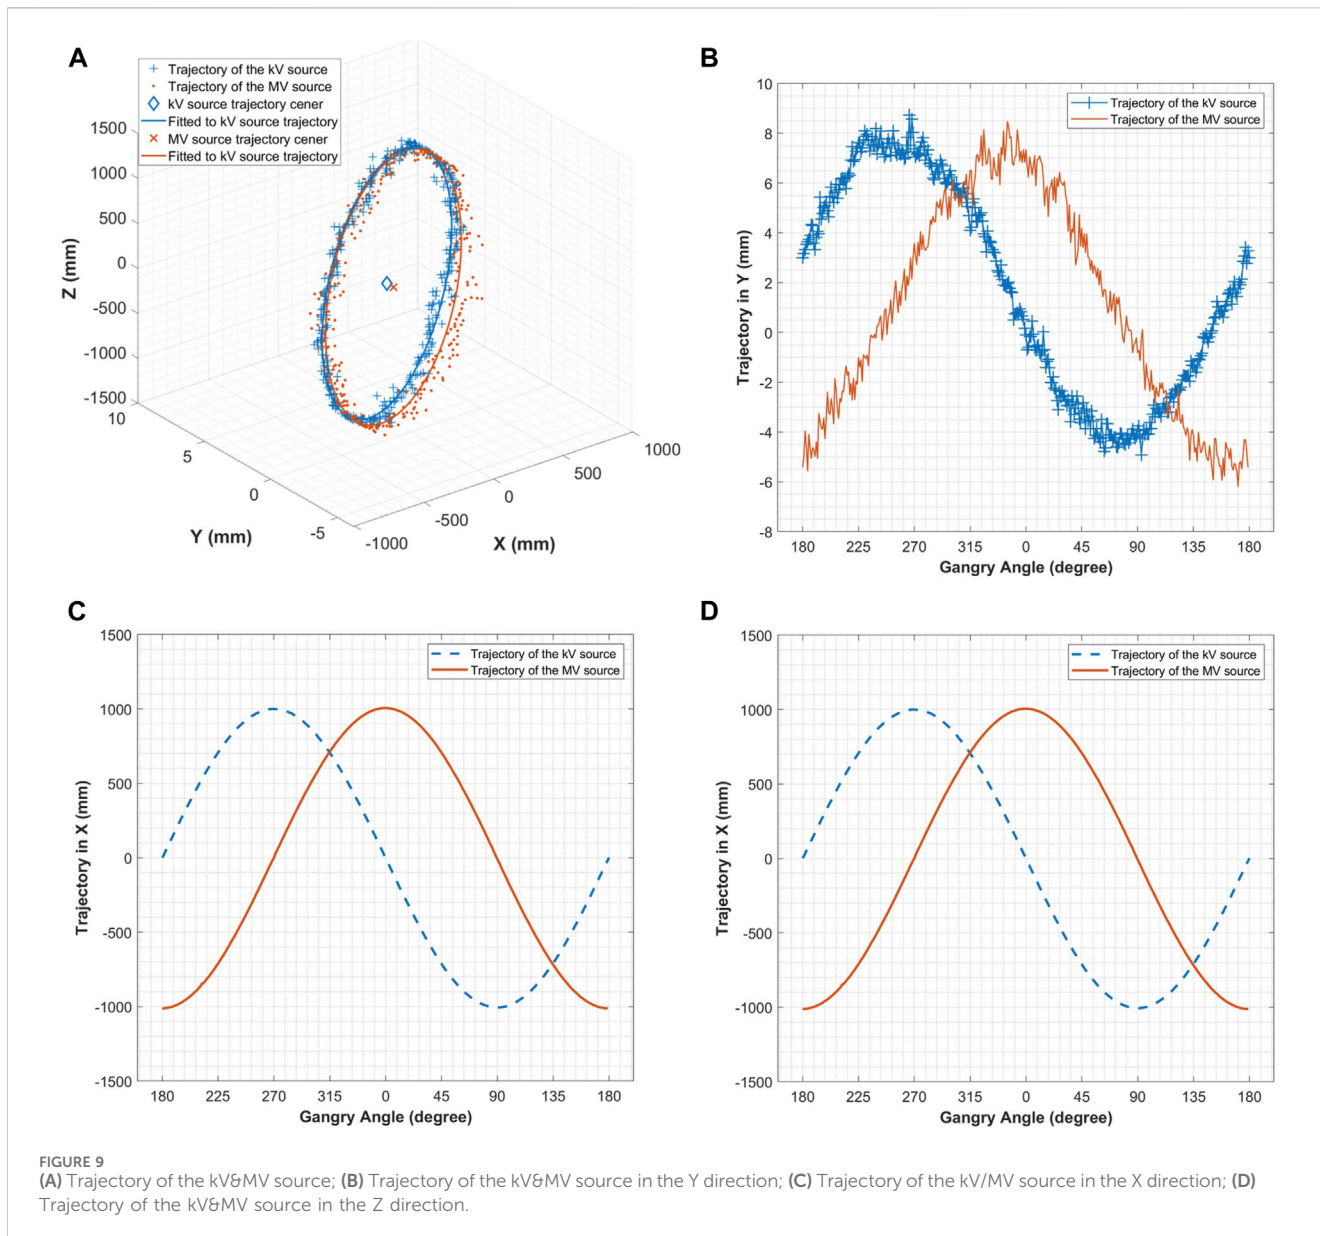 A
Trajectory of the kV source
Trajectory of the MV source
kV source trajectory cener
Fitted to kV source trajectory
MV source trajectory cener
Fitted to kV source trajectory
1500
1000
500
0
-500
-1000
-1500
Z (mm)
10
5
0
-5
Y (mm)
-1000
-500
0
500
1000
X (mm)
B
Trajectory of the kV source
Trajectory of the MV source
10
8
6
4
2
0
-2
-4
-6
-8
Trajectory in Y (mm)
180 225 270 315 0 45 90 135 180
Gangry Angle (degree)
C
Trajectory of the kV source
Trajectory of the MV source
1500
1000
500
0
-500
-1000
-1500
Trajectory in X (mm)
180 225 270 315 0 45 90 135 180
Gangry Angle (degree)
D
Trajectory of the kV source
Trajectory of the MV source
1500
1000
500
0
-500
-1000
-1500
Trajectory in X (mm)
180 225 270 315 0 45 90 135 180
Gangry Angle (degree)
FIGURE 9
(A) Trajectory of the kV&MV source; (B) Trajectory of the kV&MV source in the Y direction; (C) Trajectory of the kV/MV source in the X direction; (D)
Trajectory of the kV&MV source in the Z direction.